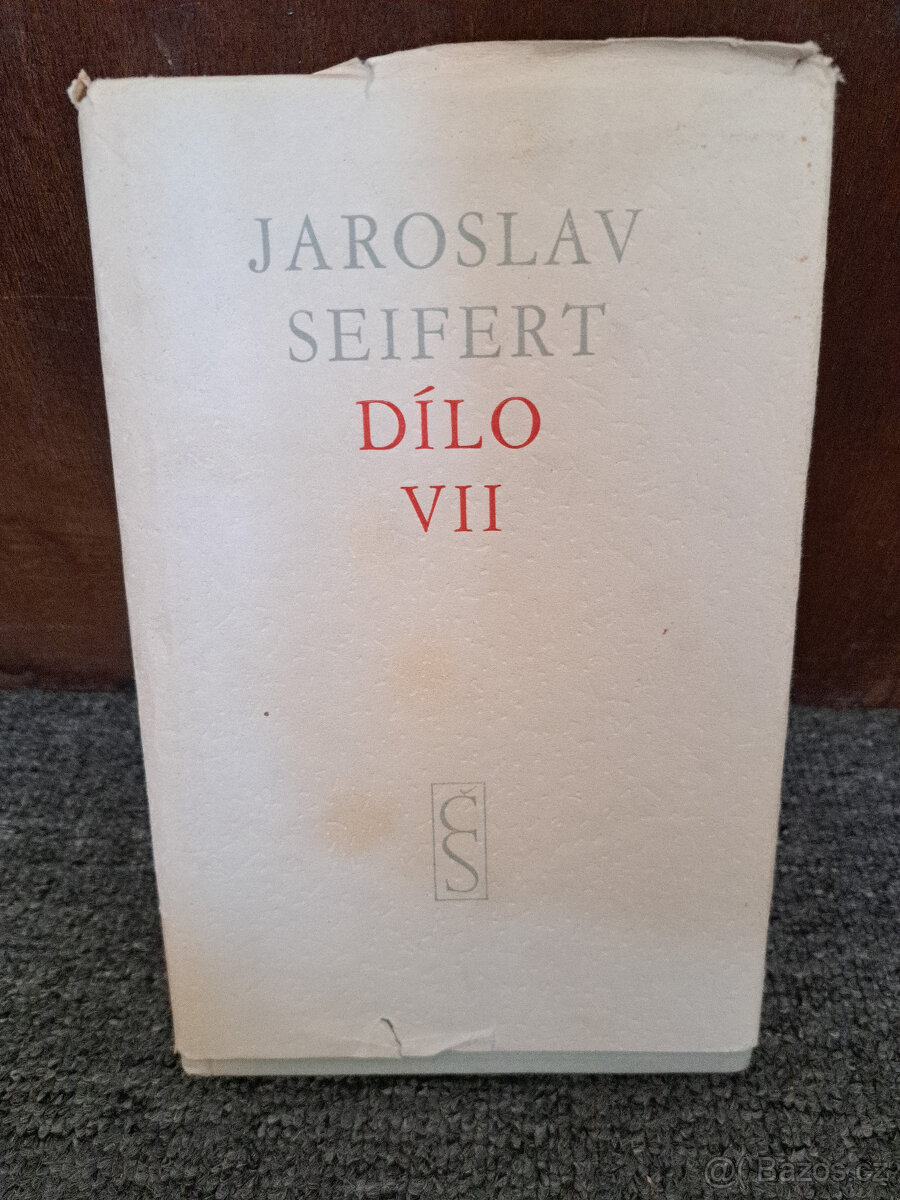 JAROSLAV
SEIFERT
DÍLO
VII
ČS
@ Bazos.cz